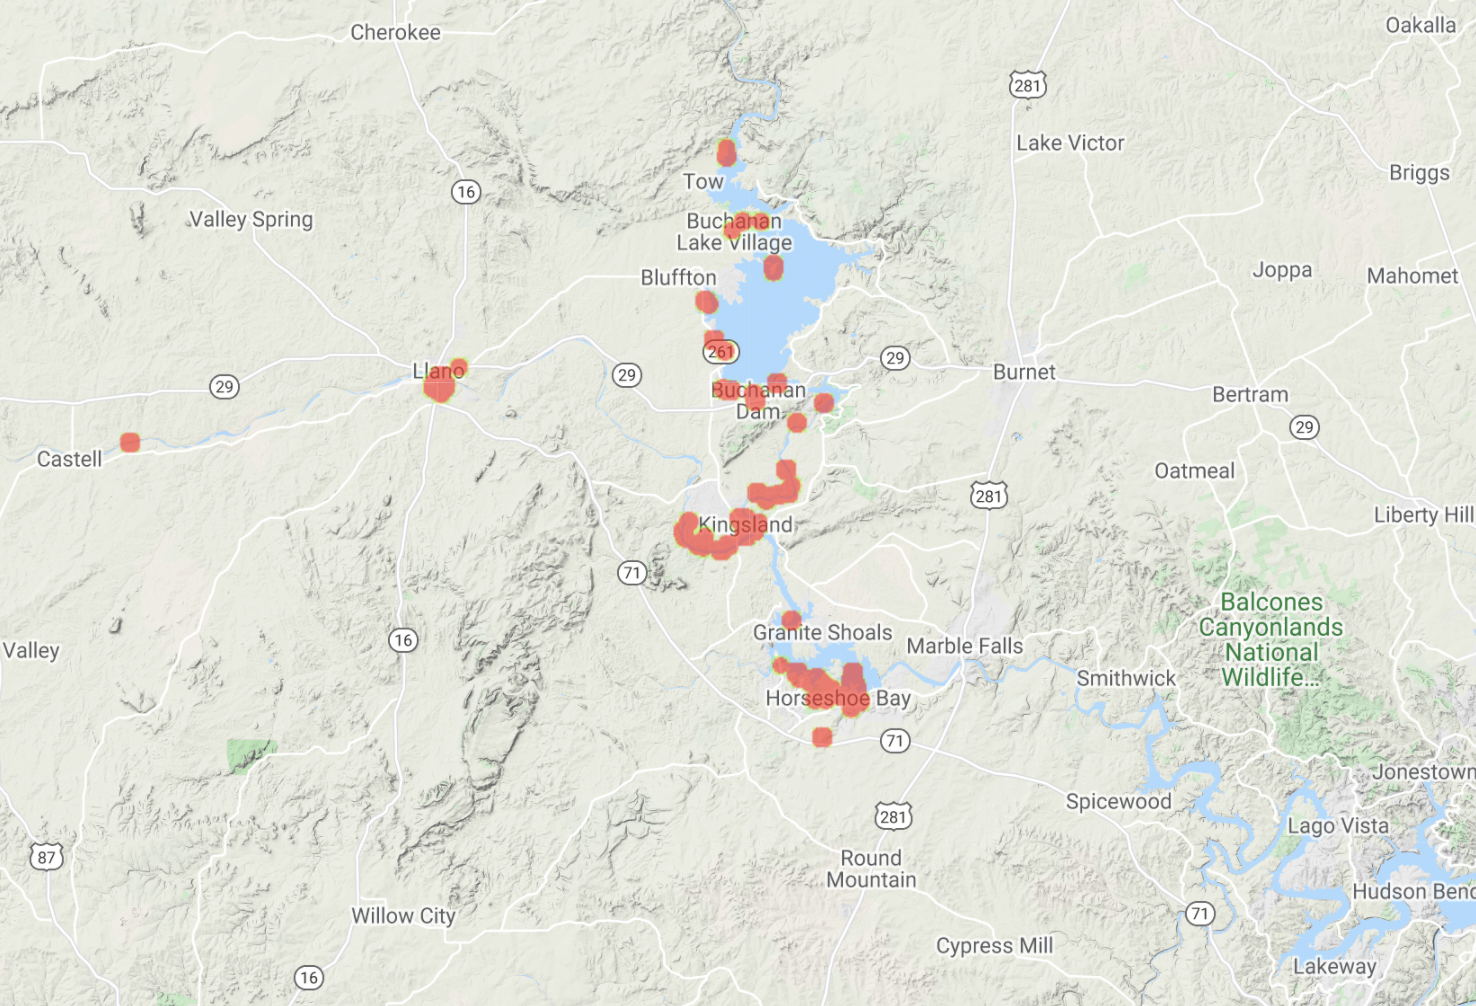 Cherokee
Oakalla
281
Lake Victor
Briggs
Tow
16
Valley Spring
Buchanan
Lake Village
Bluffton
Joppa
Mahomet
261
29
Llano
29
29
Burnet
Buchanan
Dam
Bertram
29
Castell
Oatmeal
281
Liberty Hill
Kingsland
71
Balcones
Canyonlands
National
Wildlife...
Granite Shoals
16
Marble Falls
Valley
Smithwick
Horseshoe Bay
71
Jonestown
Spicewood
281
Lago Vista
87
Round
Mountain
Hudson Bend
Willow City
71
Cypress Mill
Lakeway
16